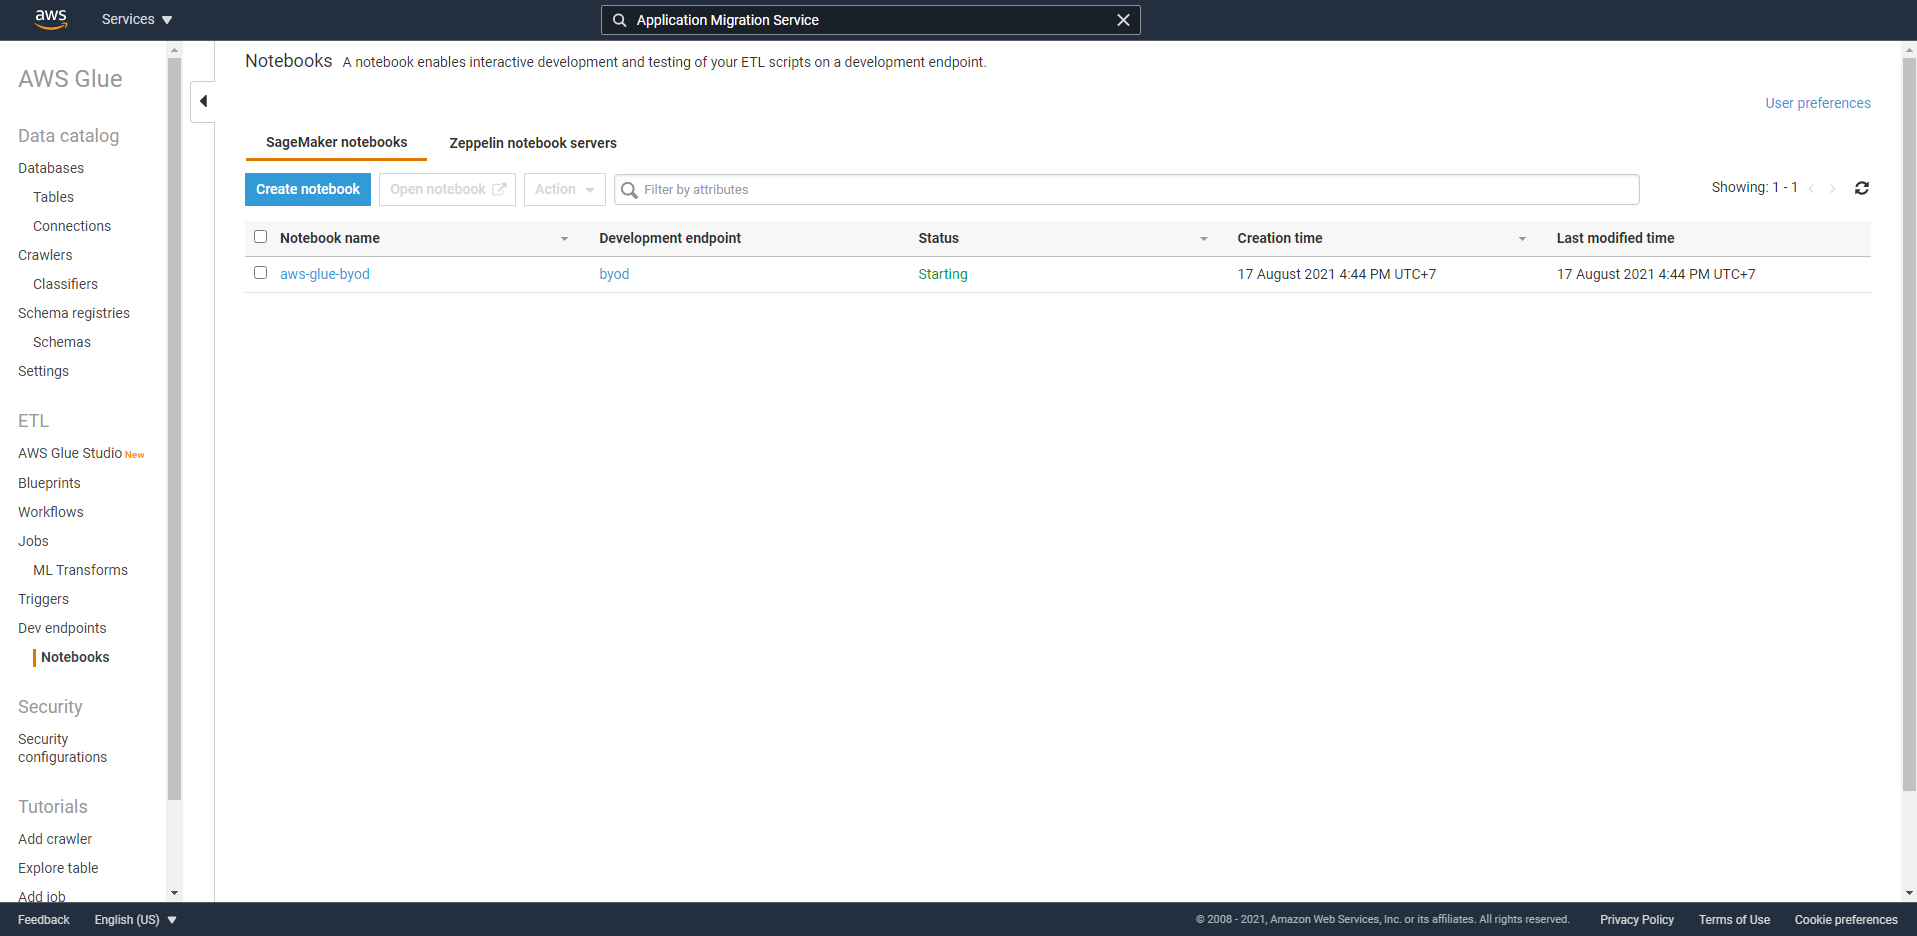 aws
Services
Application Migration Service
AWS Glue
Data catalog
Databases
Tables
Connections
Crawlers
Classifiers
Schema registries
Schemas
Settings
ETL
AWS Glue Studio New
Blueprints
Workflows
Jobs
ML Transforms
Triggers
Dev endpoints
Notebooks
Security
Security
configurations
Tutorials
Add crawler
Explore table
Add job
Notebooks A notebook enables interactive development and testing of your ETL scripts on a development endpoint.
User preferences
SageMaker notebooks Zeppelin notebook servers
Create notebook Open notebook Action Filter by attributes Showing: 1 - 1
Notebook name Development endpoint Status Creation time Last modified time
aws-glue-byod byod Starting 17 August 2021 4:44 PM UTC+7 17 August 2021 4:44 PM UTC+7
Feedback English (US) © 2008 - 2021, Amazon Web Services, Inc. or its affiliates. All rights reserved. Privacy Policy Terms of Use Cookie preferences